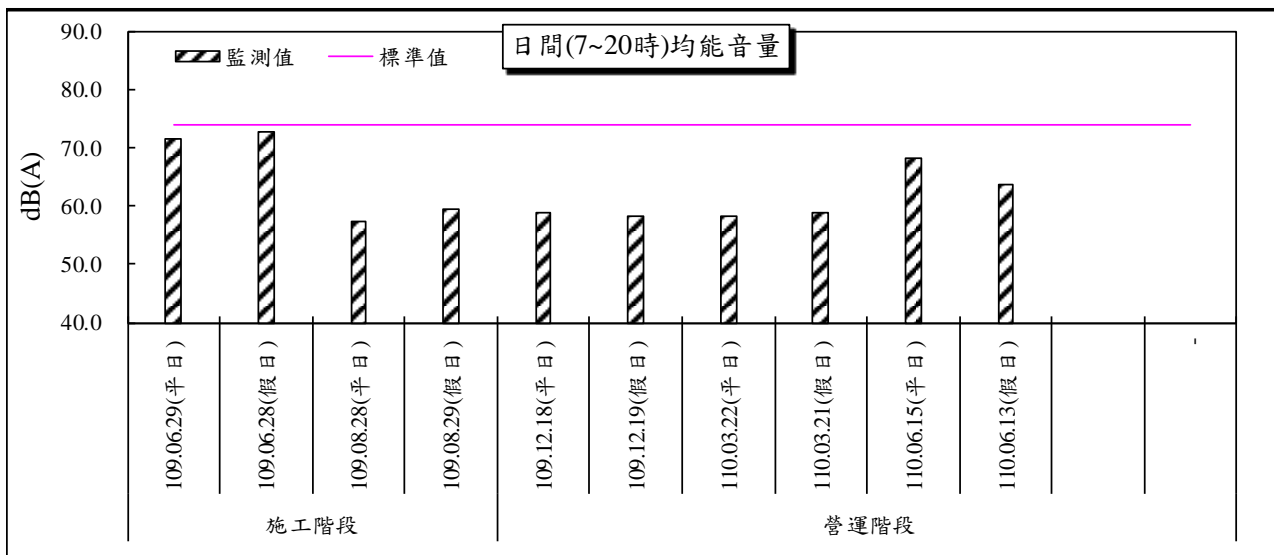 日間(7~20時)均能音量
監測值
標準值
dB(A)
90.0
80.0
70.0
60.0
50.0
40.0
109.06.29(平日)
109.06.28(假日)
109.08.28(平日)
109.08.29(假日)
109.12.18(平日)
109.12.19(假日)
110.03.22(平日)
110.03.21(假日)
110.06.15(平日)
110.06.13(假日)
施工階段
營運階段